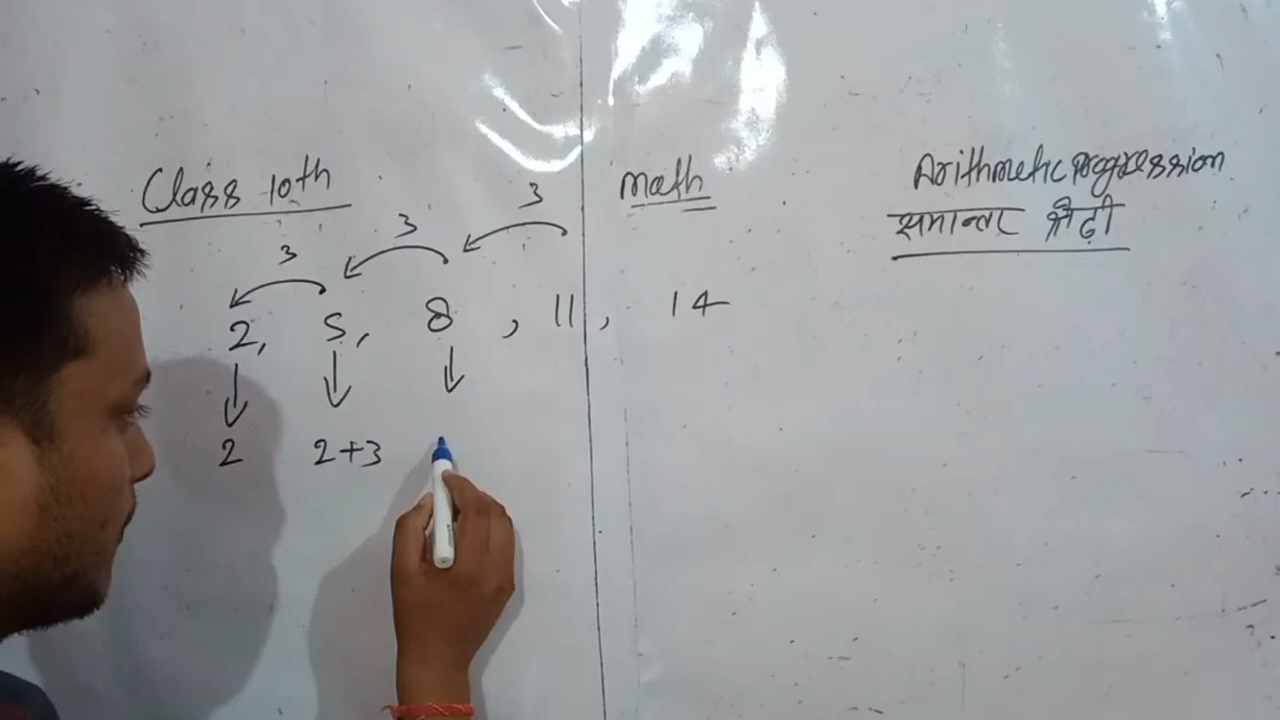 Class 10th math Arithmetic progression
समान्तर श्रेढ़ी
3 3 3
2, 5, 8 , 11 , 14
2 2+3